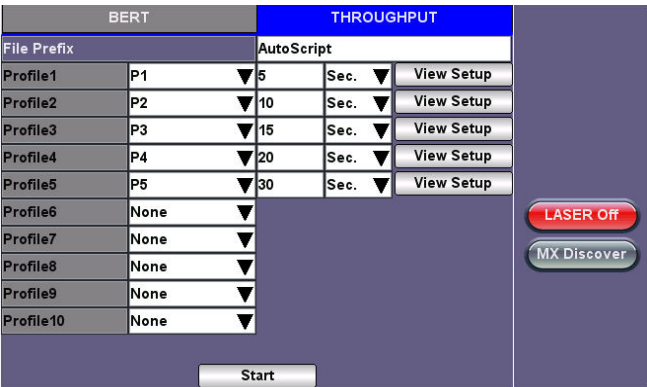 BERT THROUGHPUT
File Prefix AutoScript
Profile1 P1 5 Sec. View Setup
Profile2 P2 10 Sec. View Setup
Profile3 P3 15 Sec. View Setup
Profile4 P4 20 Sec. View Setup
Profile5 P5 30 Sec. View Setup
Profile6 None
LASER Off
Profile7 None
Profile8 None
MX Discover
Profile9 None
Profile10 None
Start